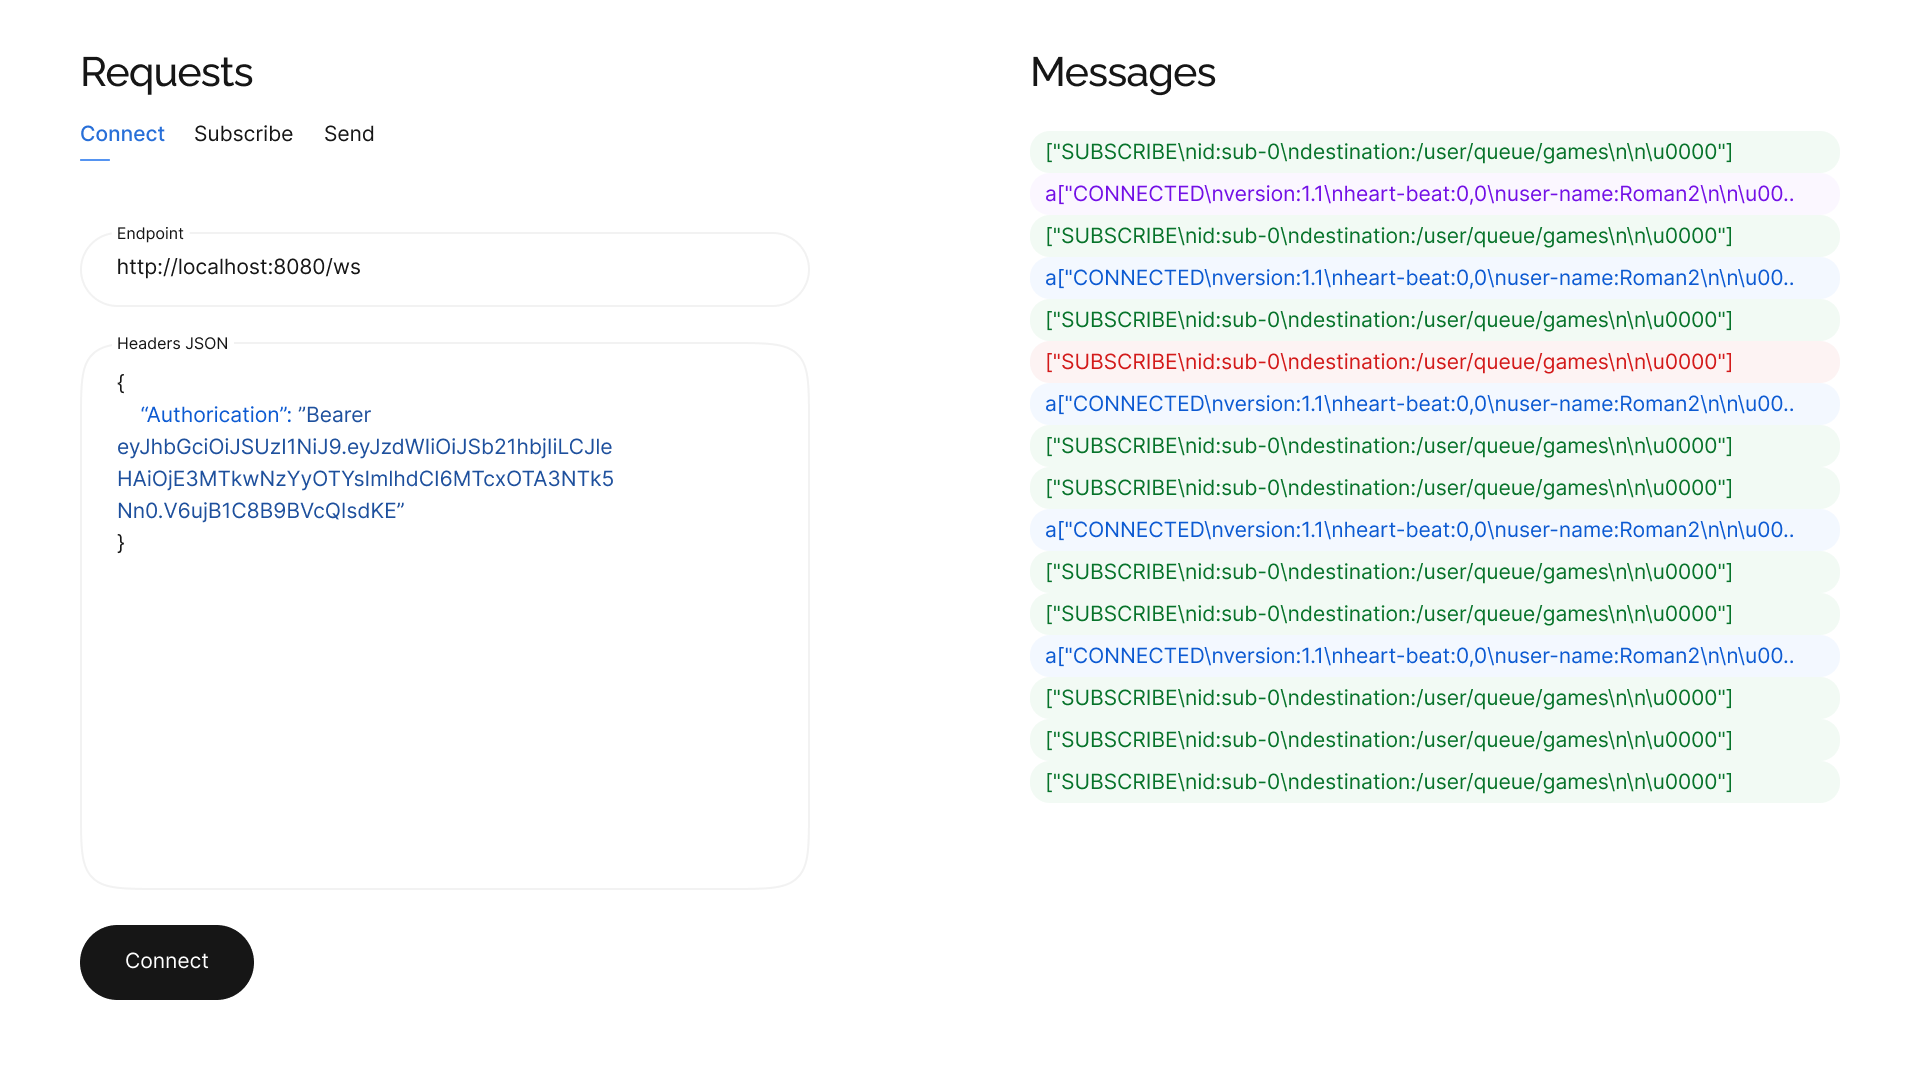 Requests
Connect Subscribe Send
Endpoint
http://localhost:8080/ws
Headers JSON
{
“Authorication”: ”Bearer
eyJhbGciOiJSUzI1NiJ9.eyJzdWIiOiJSb21hbjIiLCJle
HAiOjE3MTkwNzYyOTYsImlhdCI6MTcxOTA3NTk5
Nn0.V6ujB1C8B9BVcQIsdKE”
}
Connect
Messages
["SUBSCRIBE\nid:sub-0\ndestination:/user/queue/games\n\n\u0000"]
a["CONNECTED\nversion:1.1\nheart-beat:0,0\nuser-name:Roman2\n\n\u00..
["SUBSCRIBE\nid:sub-0\ndestination:/user/queue/games\n\n\u0000"]
a["CONNECTED\nversion:1.1\nheart-beat:0,0\nuser-name:Roman2\n\n\u00..
["SUBSCRIBE\nid:sub-0\ndestination:/user/queue/games\n\n\u0000"]
["SUBSCRIBE\nid:sub-0\ndestination:/user/queue/games\n\n\u0000"]
a["CONNECTED\nversion:1.1\nheart-beat:0,0\nuser-name:Roman2\n\n\u00..
["SUBSCRIBE\nid:sub-0\ndestination:/user/queue/games\n\n\u0000"]
["SUBSCRIBE\nid:sub-0\ndestination:/user/queue/games\n\n\u0000"]
a["CONNECTED\nversion:1.1\nheart-beat:0,0\nuser-name:Roman2\n\n\u00..
["SUBSCRIBE\nid:sub-0\ndestination:/user/queue/games\n\n\u0000"]
["SUBSCRIBE\nid:sub-0\ndestination:/user/queue/games\n\n\u0000"]
a["CONNECTED\nversion:1.1\nheart-beat:0,0\nuser-name:Roman2\n\n\u00..
["SUBSCRIBE\nid:sub-0\ndestination:/user/queue/games\n\n\u0000"]
["SUBSCRIBE\nid:sub-0\ndestination:/user/queue/games\n\n\u0000"]
["SUBSCRIBE\nid:sub-0\ndestination:/user/queue/games\n\n\u0000"]